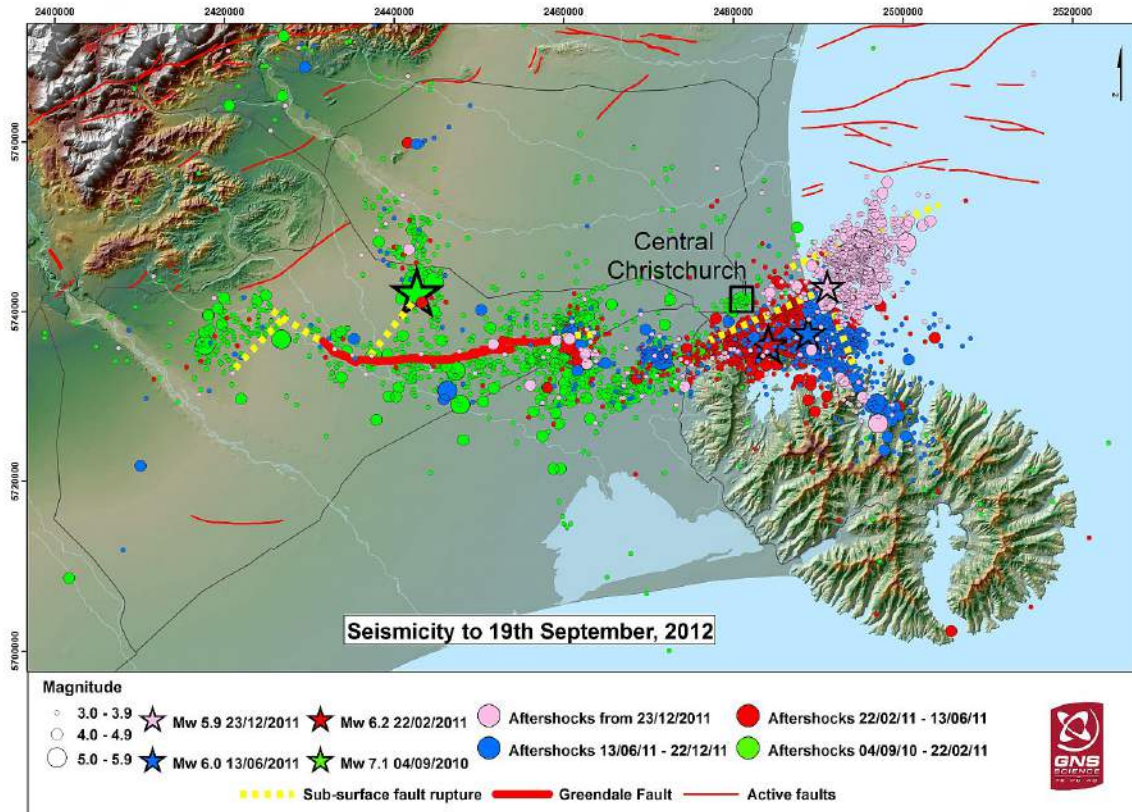 2400000 2420000 2440000 2460000 2480000 2500000 2520000
5760000
5740000
5720000
5700000
Central
Christchurch
Seismicity to 19th September, 2012
Magnitude
3.0 - 3.9
4.0 - 4.9
5.0 - 5.9
Mw 5.9 23/12/2011
Mw 6.0 13/06/2011
Mw 6.2 22/02/2011
Mw 7.1 04/09/2010
Aftershocks from 23/12/2011
Aftershocks 13/06/11 - 22/12/11
Aftershocks 22/02/11 - 13/06/11
Aftershocks 04/09/10 - 22/02/11
Sub-surface fault rupture
Greendale Fault
Active faults
GNS
SCIENCE